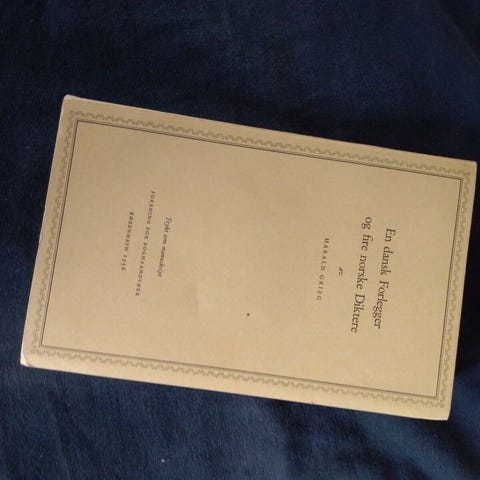 En dansk Forlegger
og fire norske Diktere
av
HARALD GRIEG
Trykt som manuskript
FORENING FOR BOGHAANDVÆRK
KØBENHAVN 1956